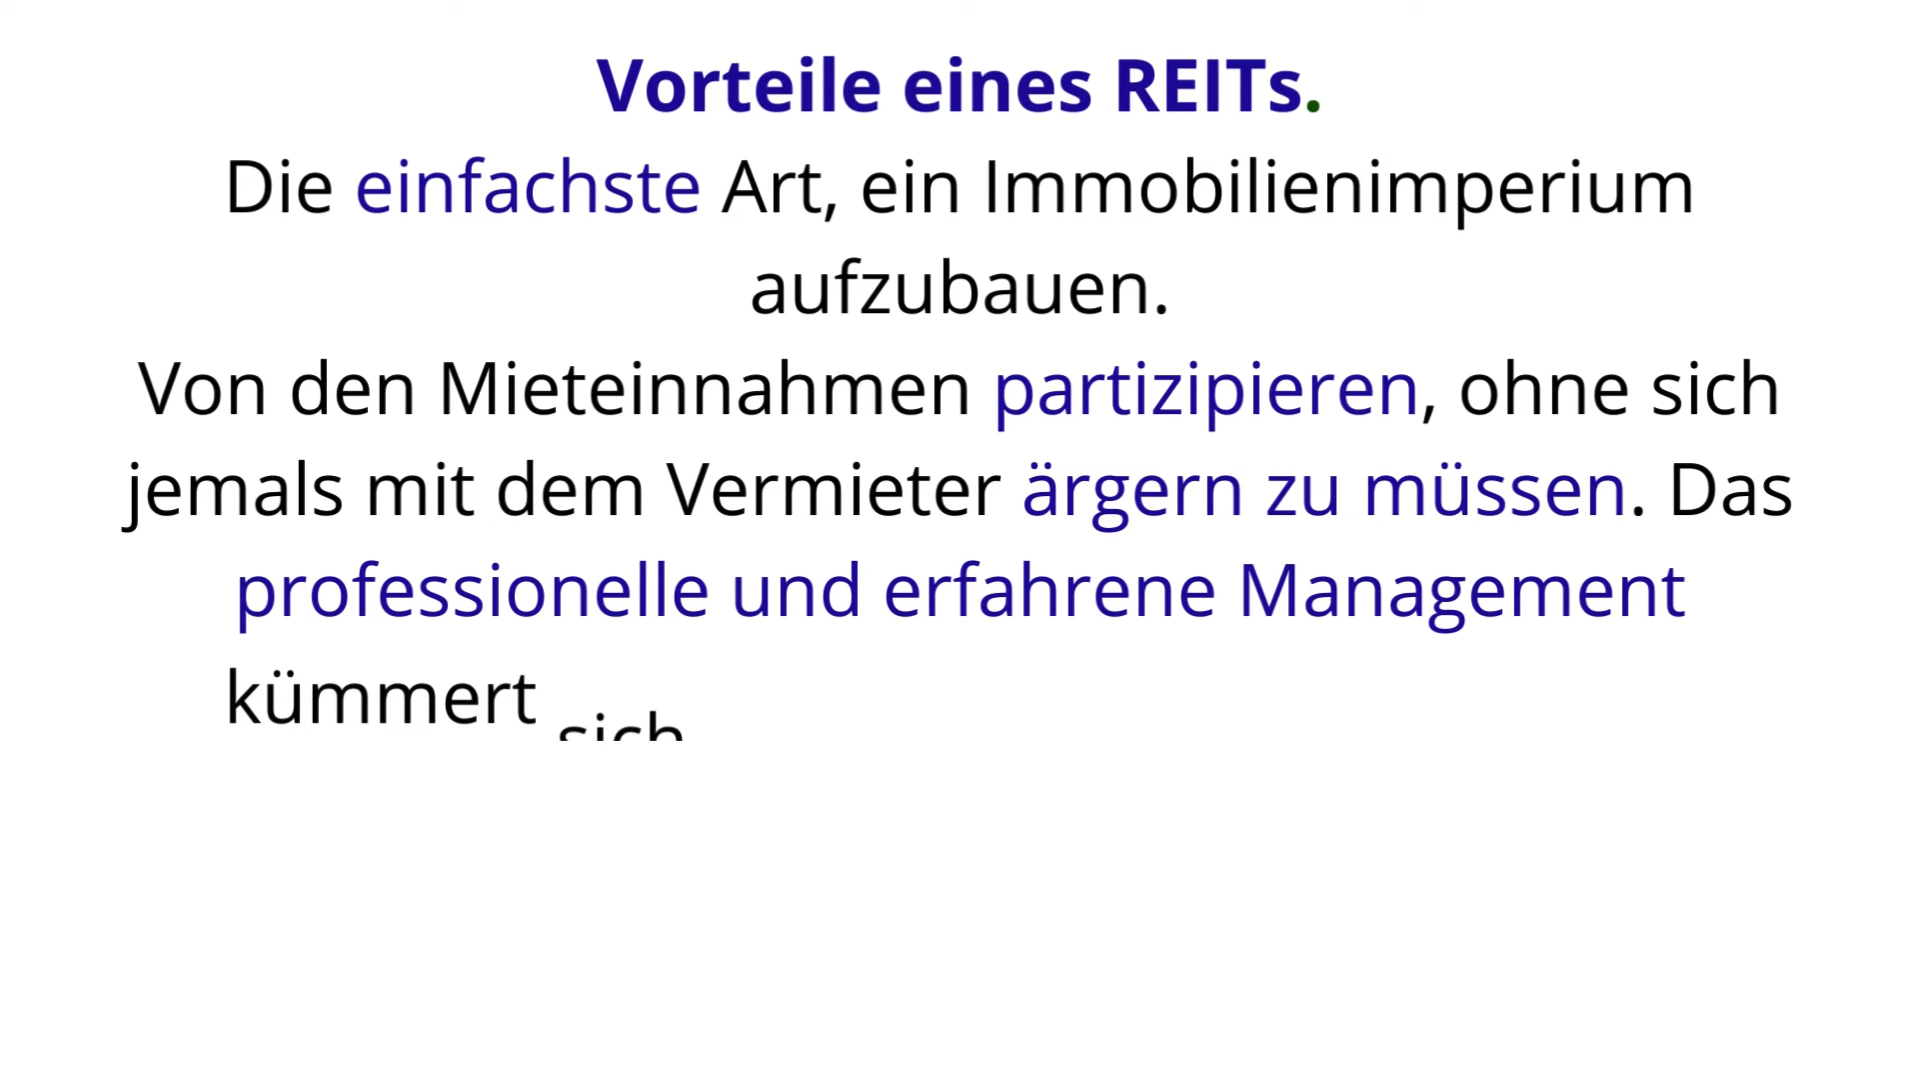 Vorteile eines REITs.
Die einfachste Art, ein Immobilienimperium
aufzubauen.
Von den Mieteinnahmen partizipieren, ohne sich
jemals mit dem Vermieter ärgern zu müssen. Das
professionelle und erfahrene Management
kümmert sich